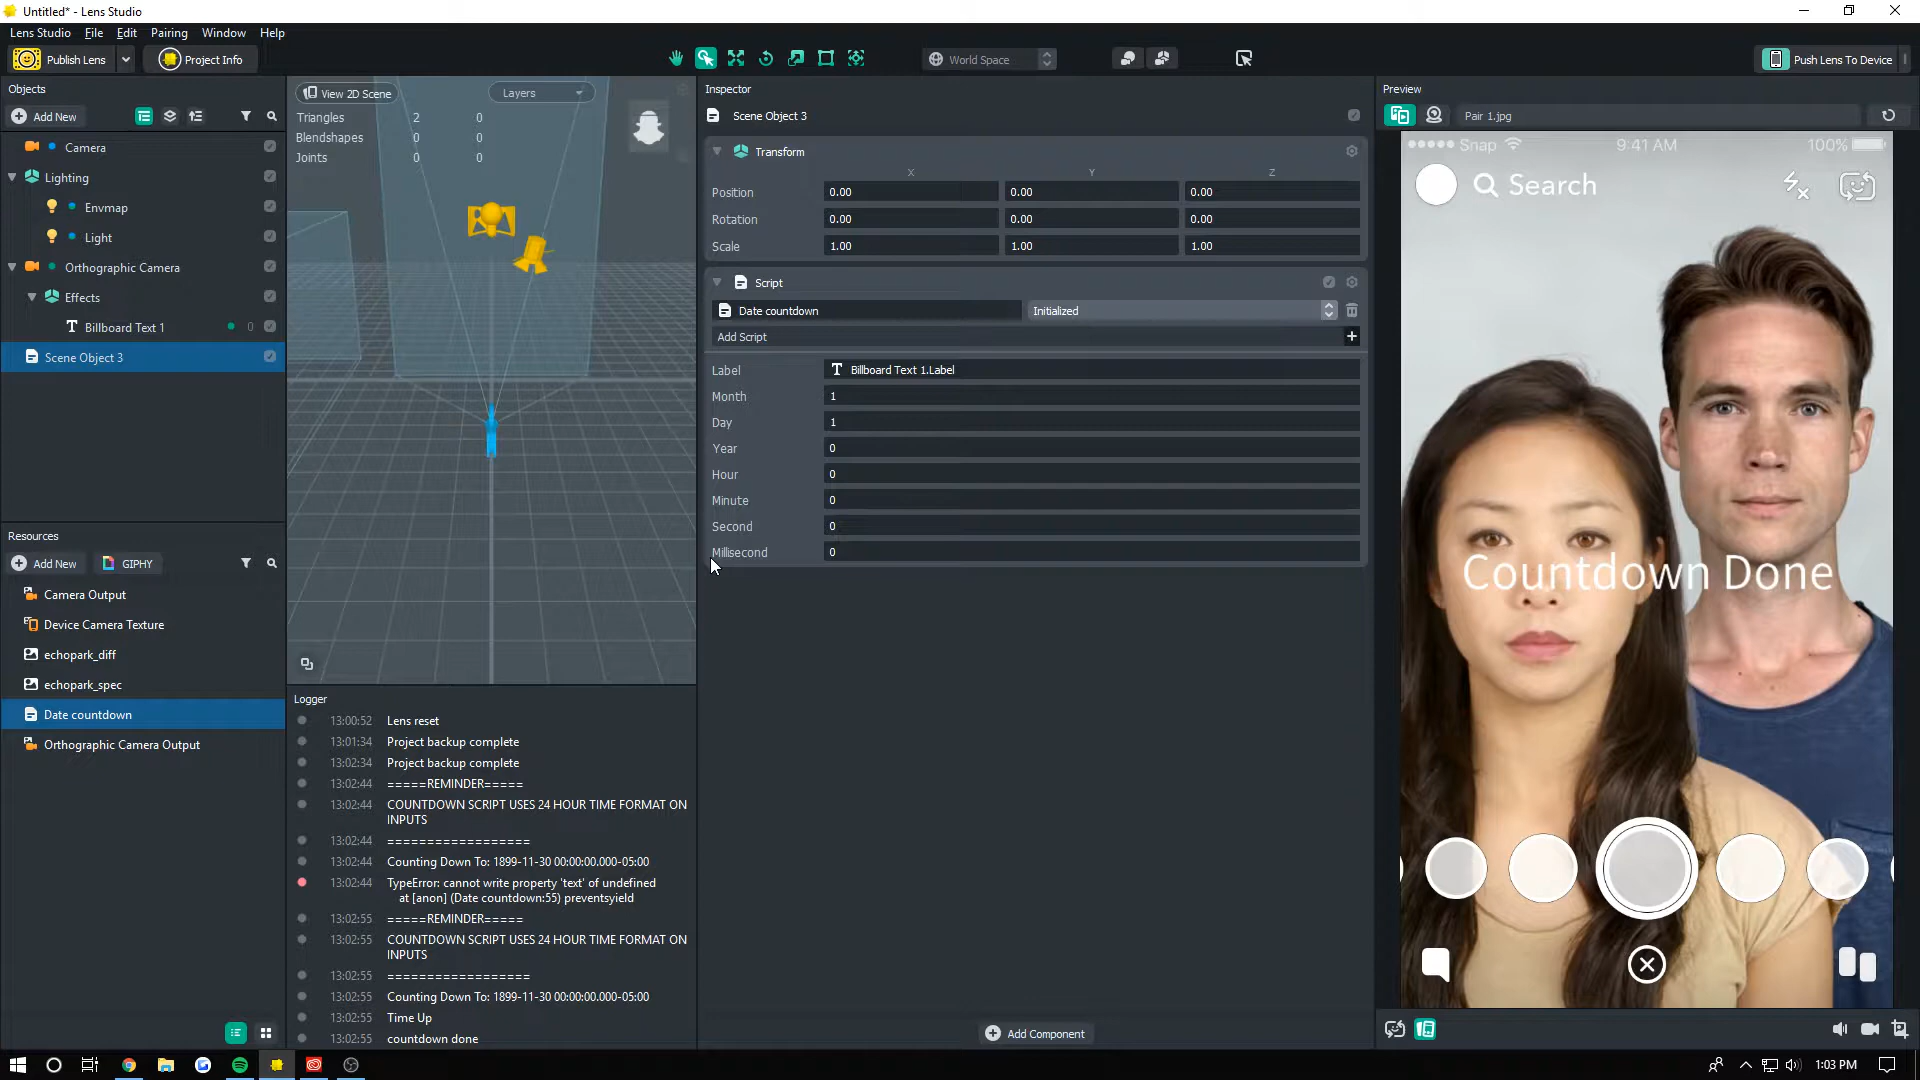 Untitled* - Lens Studio
Lens Studio File Edit Pairing Window Help
Publish Lens Project Info World Space Push Lens To Device
Objects
Add New
Camera
Lighting
Envmap
Light
Orthographic Camera
Effects
Billboard Text 1 0
Scene Object 3
Resources
Add New GIPHY
Camera Output
Device Camera Texture
echopark_diff
echopark_spec
Date countdown
Orthographic Camera Output
View 2D Scene Layers
Triangles 2 0
Blendshapes 0 0
Joints 0 0
Logger
13:00:52 Lens reset
13:01:34 Project backup complete
13:02:34 Project backup complete
13:02:44 =====REMINDER=====
13:02:44 COUNTDOWN SCRIPT USES 24 HOUR TIME FORMAT ON
INPUTS
13:02:44 ==================
13:02:44 Counting Down To: 1899-11-30 00:00:00.000-05:00
13:02:44 TypeError: cannot write property 'text' of undefined
at [anon] (Date countdown:55) preventsyield
13:02:55 =====REMINDER=====
13:02:55 COUNTDOWN SCRIPT USES 24 HOUR TIME FORMAT ON
INPUTS
13:02:55 ==================
13:02:55 Counting Down To: 1899-11-30 00:00:00.000-05:00
13:02:55 Time Up
13:02:55 countdown done
Inspector
Scene Object 3
Transform
X Y Z
Position 0.00 0.00 0.00
Rotation 0.00 0.00 0.00
Scale 1.00 1.00 1.00
Script
Date countdown Initialized
Add Script
Label Billboard Text 1.Label
Month 1
Day 1
Year 0
Hour 0
Minute 0
Second 0
Millisecond 0
Add Component
Preview
Pair 1.jpg
Snap 9:41 AM 100%
Search
Countdown Done
1:03 PM